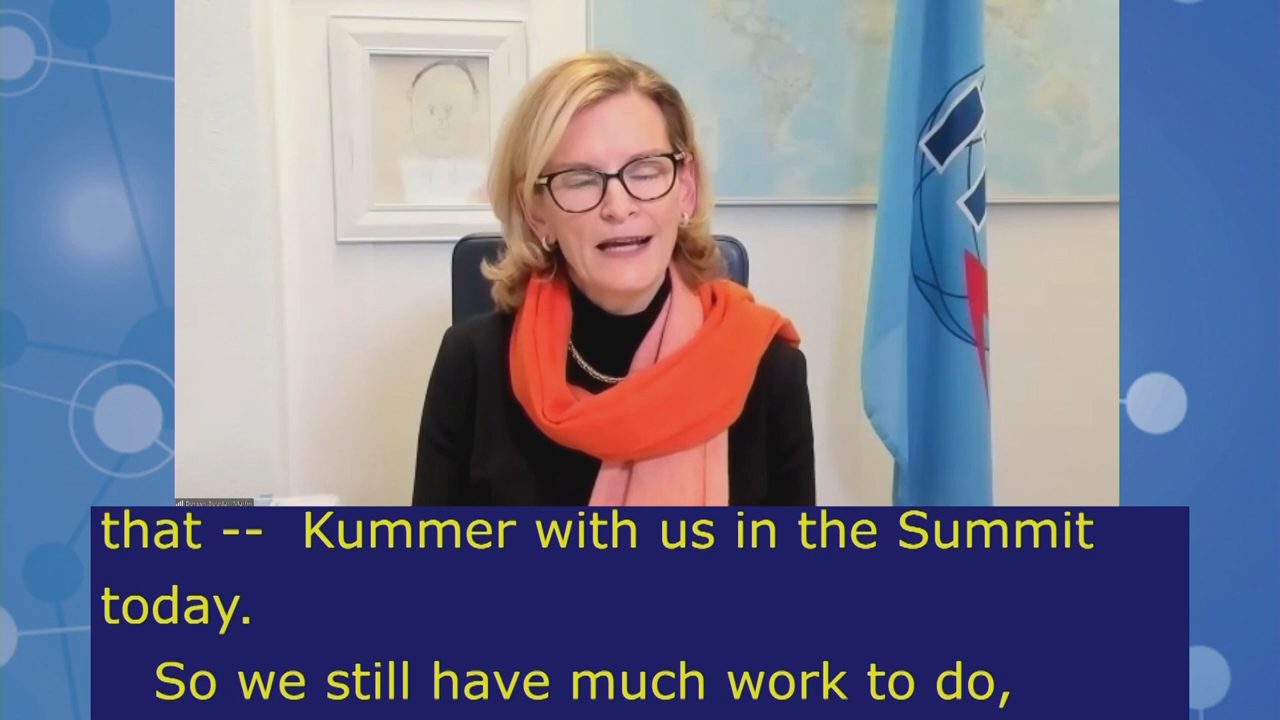 that --  Kummer with us in the Summit
today.
So we still have much work to do,